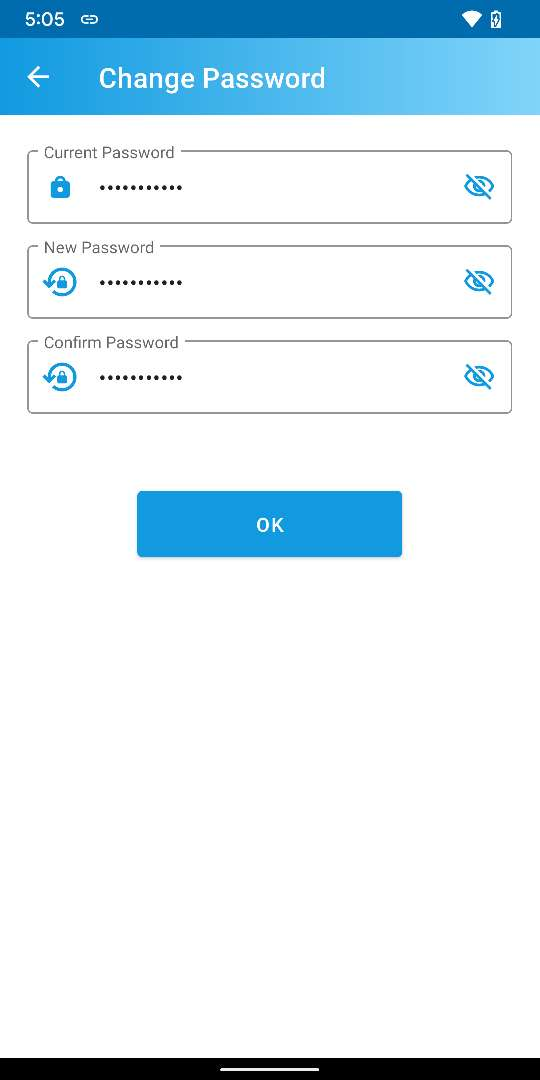 5:05
Change Password
Current Password
•••••••••••
New Password
•••••••••••
Confirm Password
•••••••••••
OK